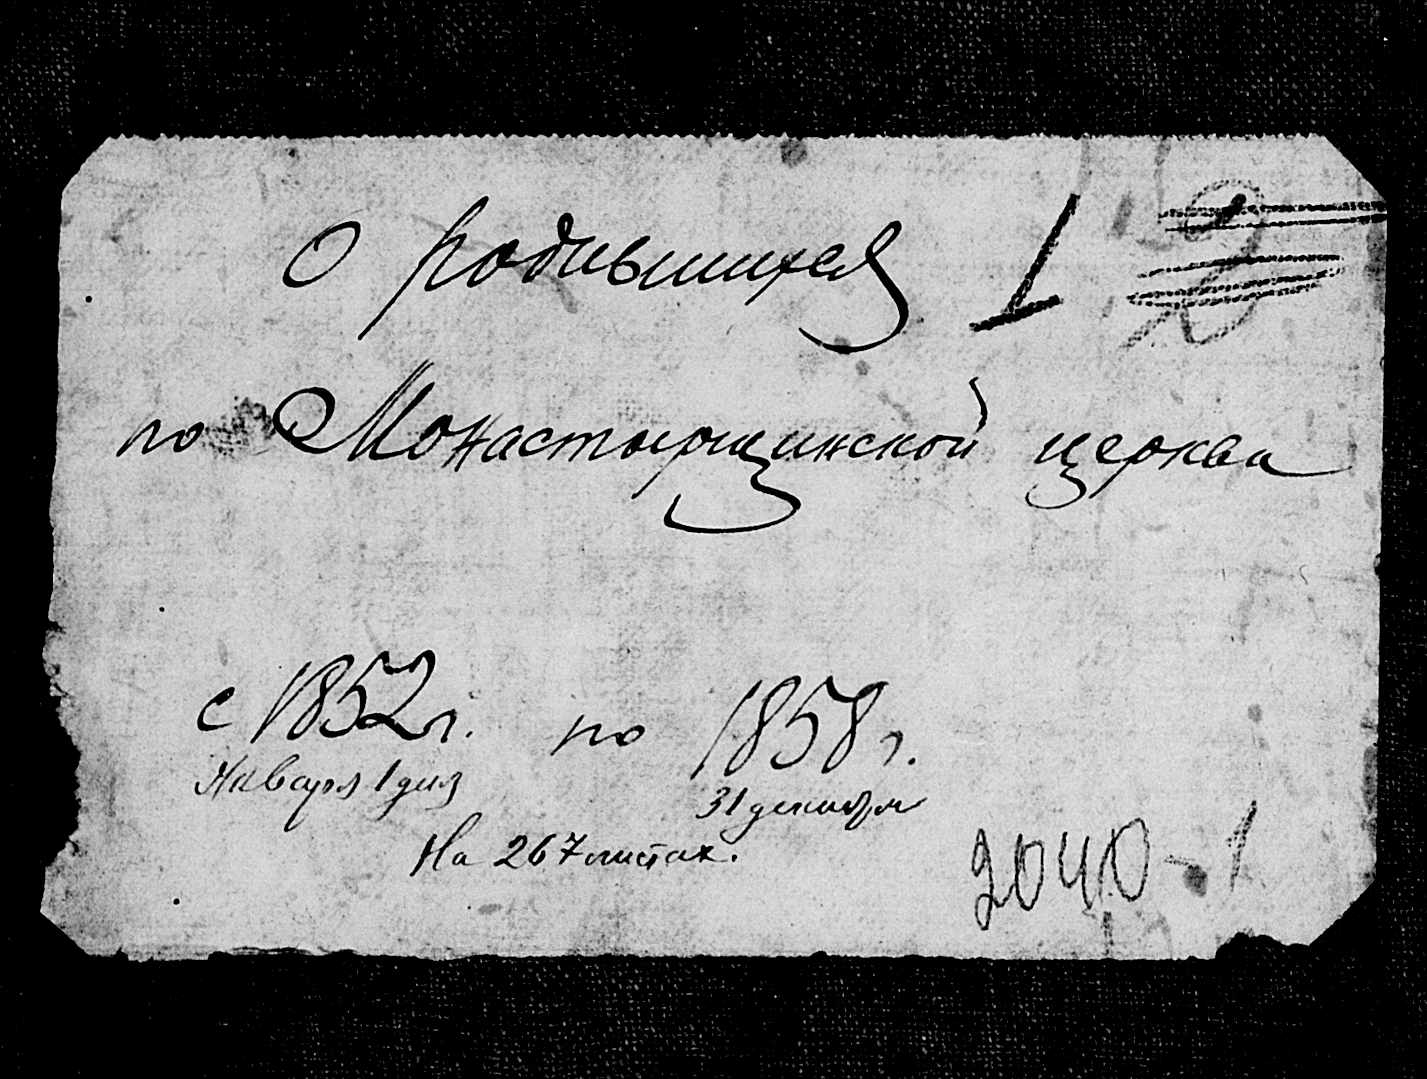 О родившихся 1
по Монастырщинской церкви
с 1852 г. по 1858 г.
Января 1 дня 31 декабря
На 267 листах.
2040-1